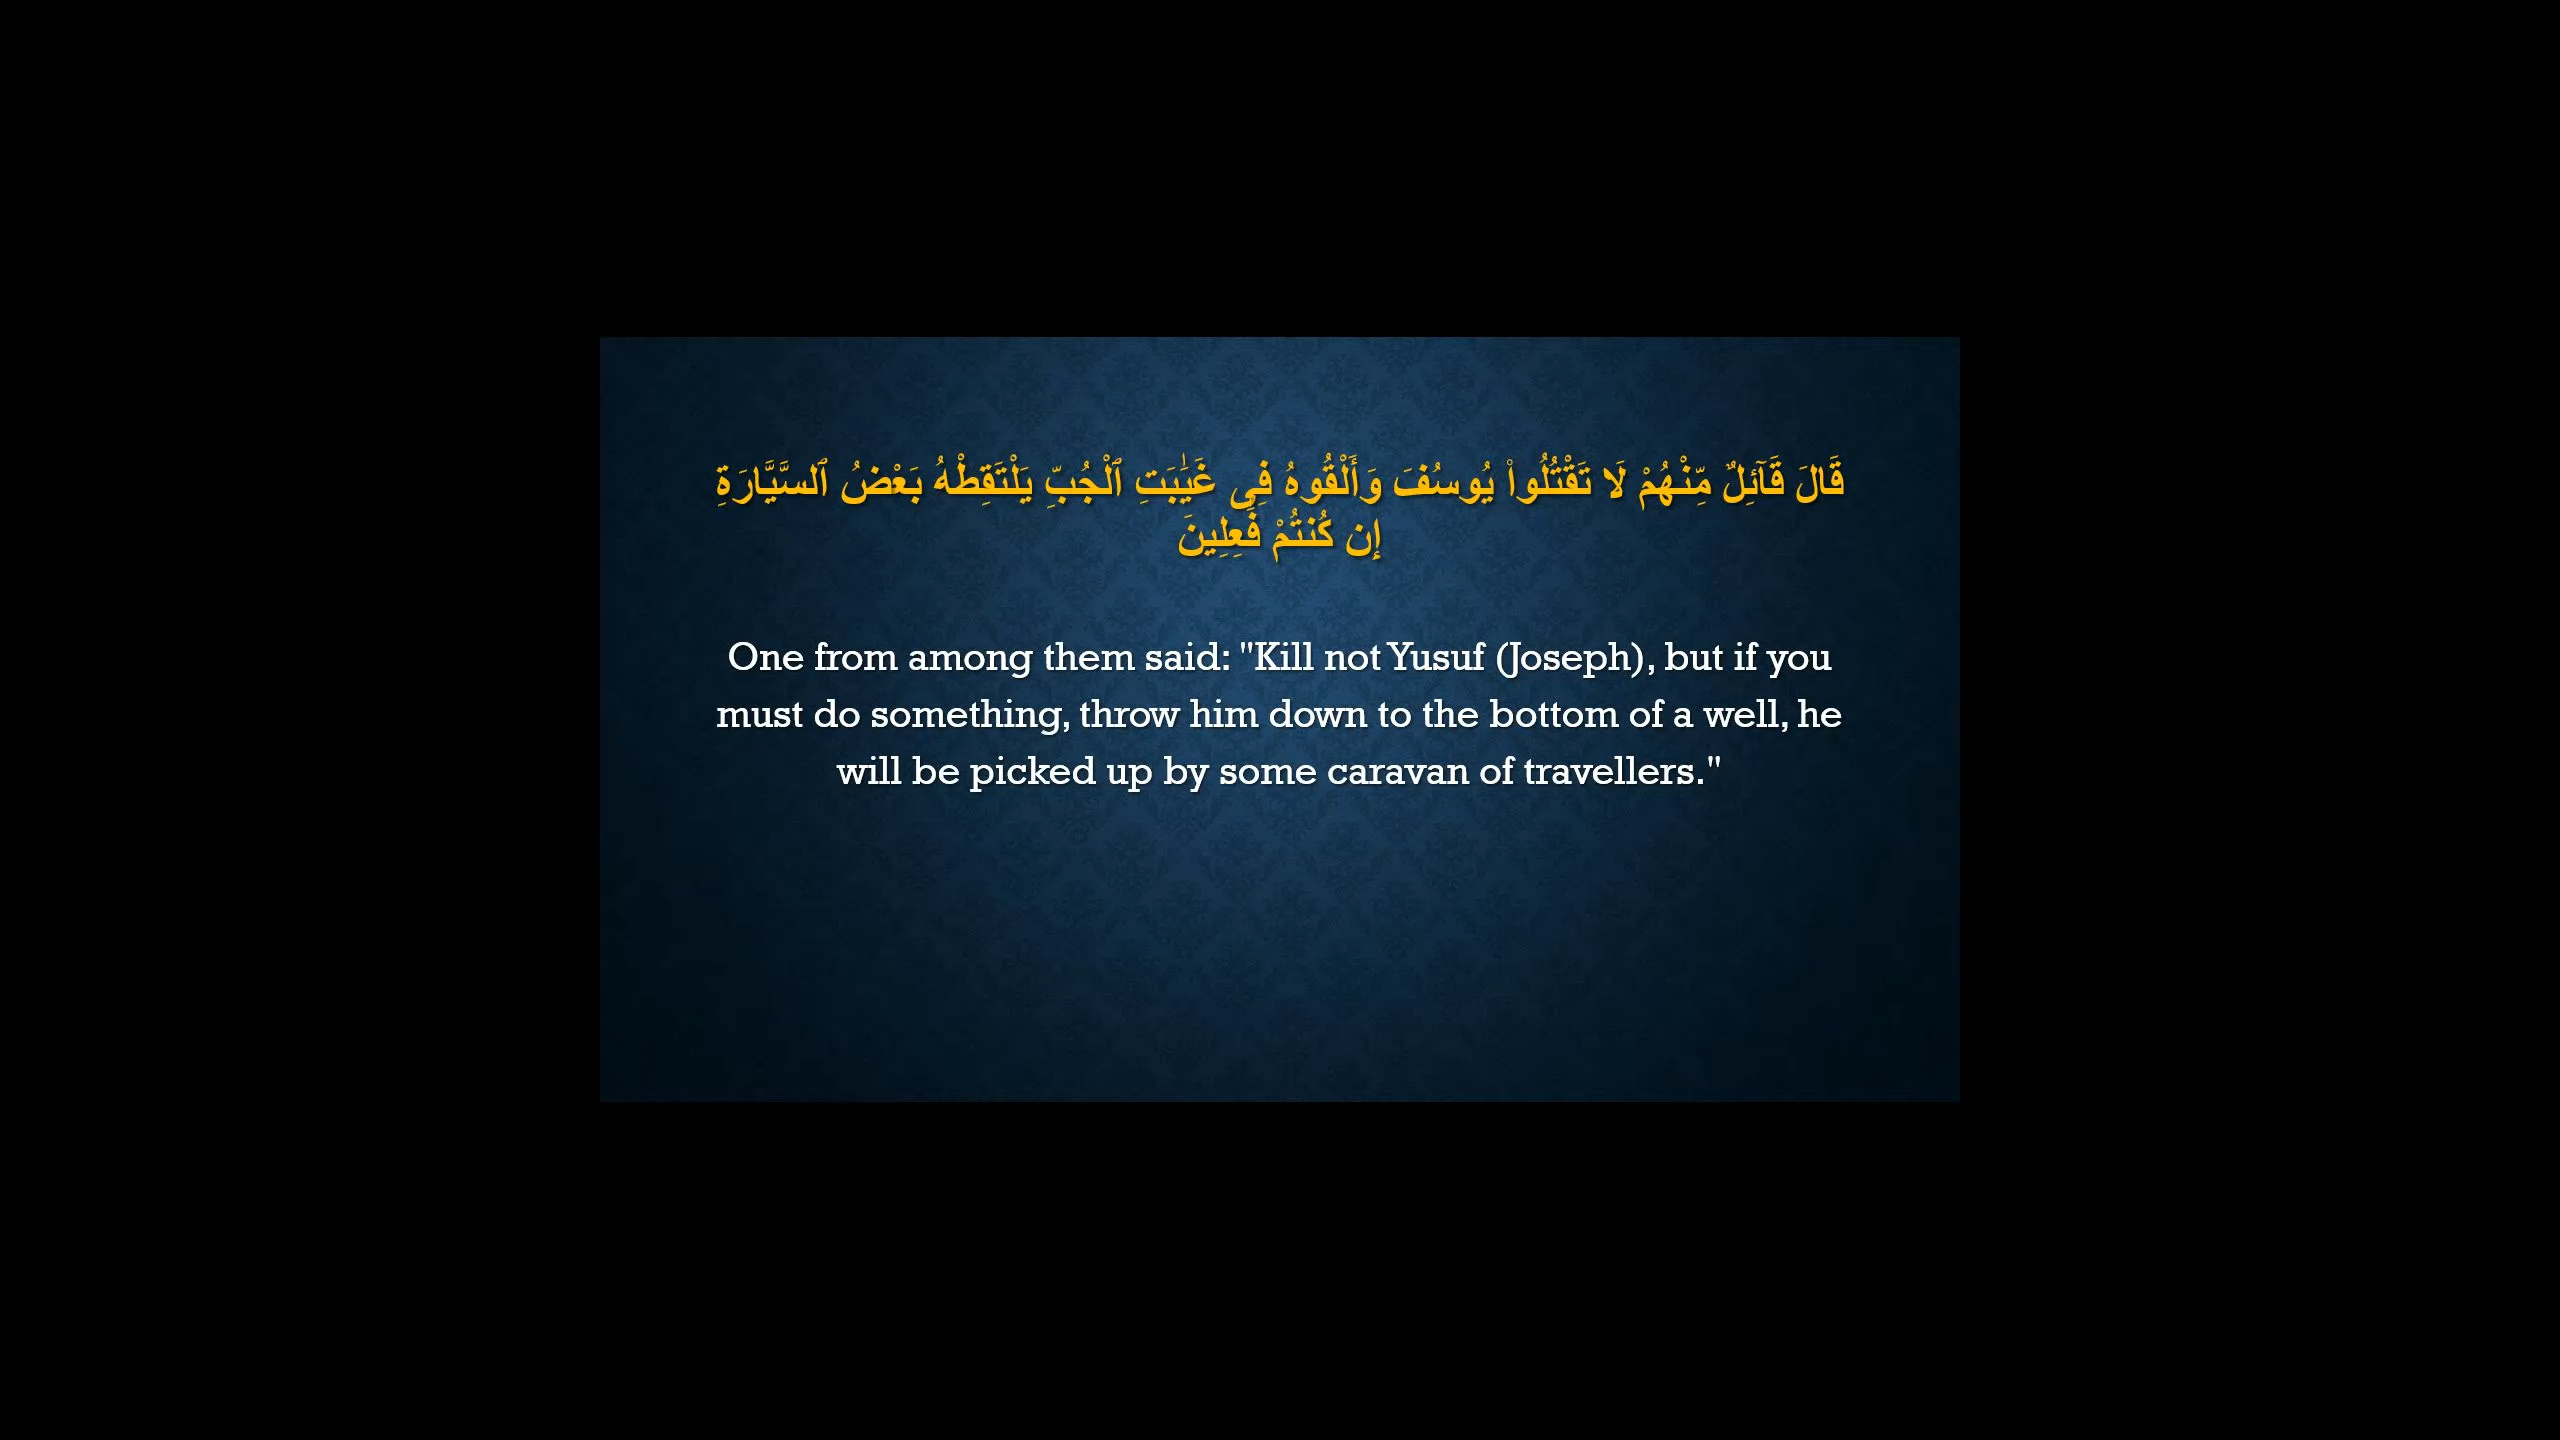 قَالَ قَآئِلٌ مِّنْهُمْ لَا تَقْتُلُوا۟ يُوسُفَ وَأَلْقُوهُ فِى غَيَٰبَتِ ٱلْجُبِّ يَلْتَقِطْهُ بَعْضُ ٱلسَّيَّارَةِ
إِن كُنتُمْ فَٰعِلِينَ
One from among them said: "Kill not Yusuf (Joseph), but if you
must do something, throw him down to the bottom of a well, he
will be picked up by some caravan of travellers."